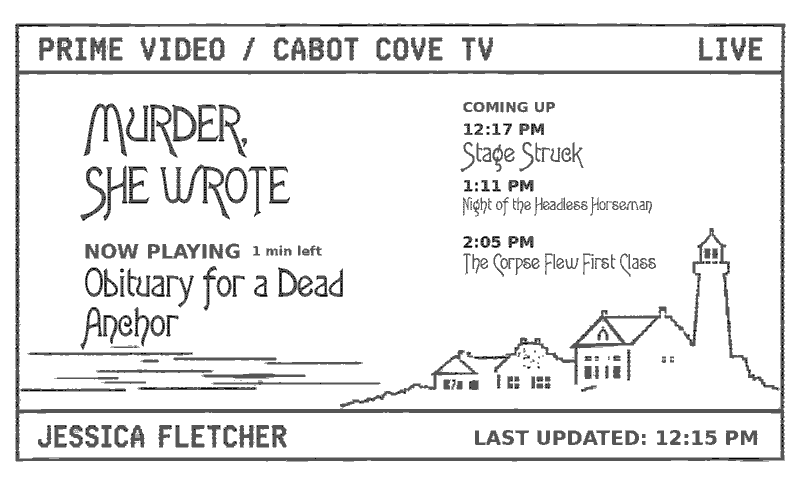 PRIME VIDEO / CABOT COVE TV
LIVE
MURDER,
SHE WROTE
NOW PLAYING 1 min left
Obituary for a Dead
Anchor
COMING UP
12:17 PM
Stage Struck
1:11 PM
Night of the Headless Horseman
2:05 PM
The Corpse Flew First Class
JESSICA FLETCHER
LAST UPDATED: 12:15 PM